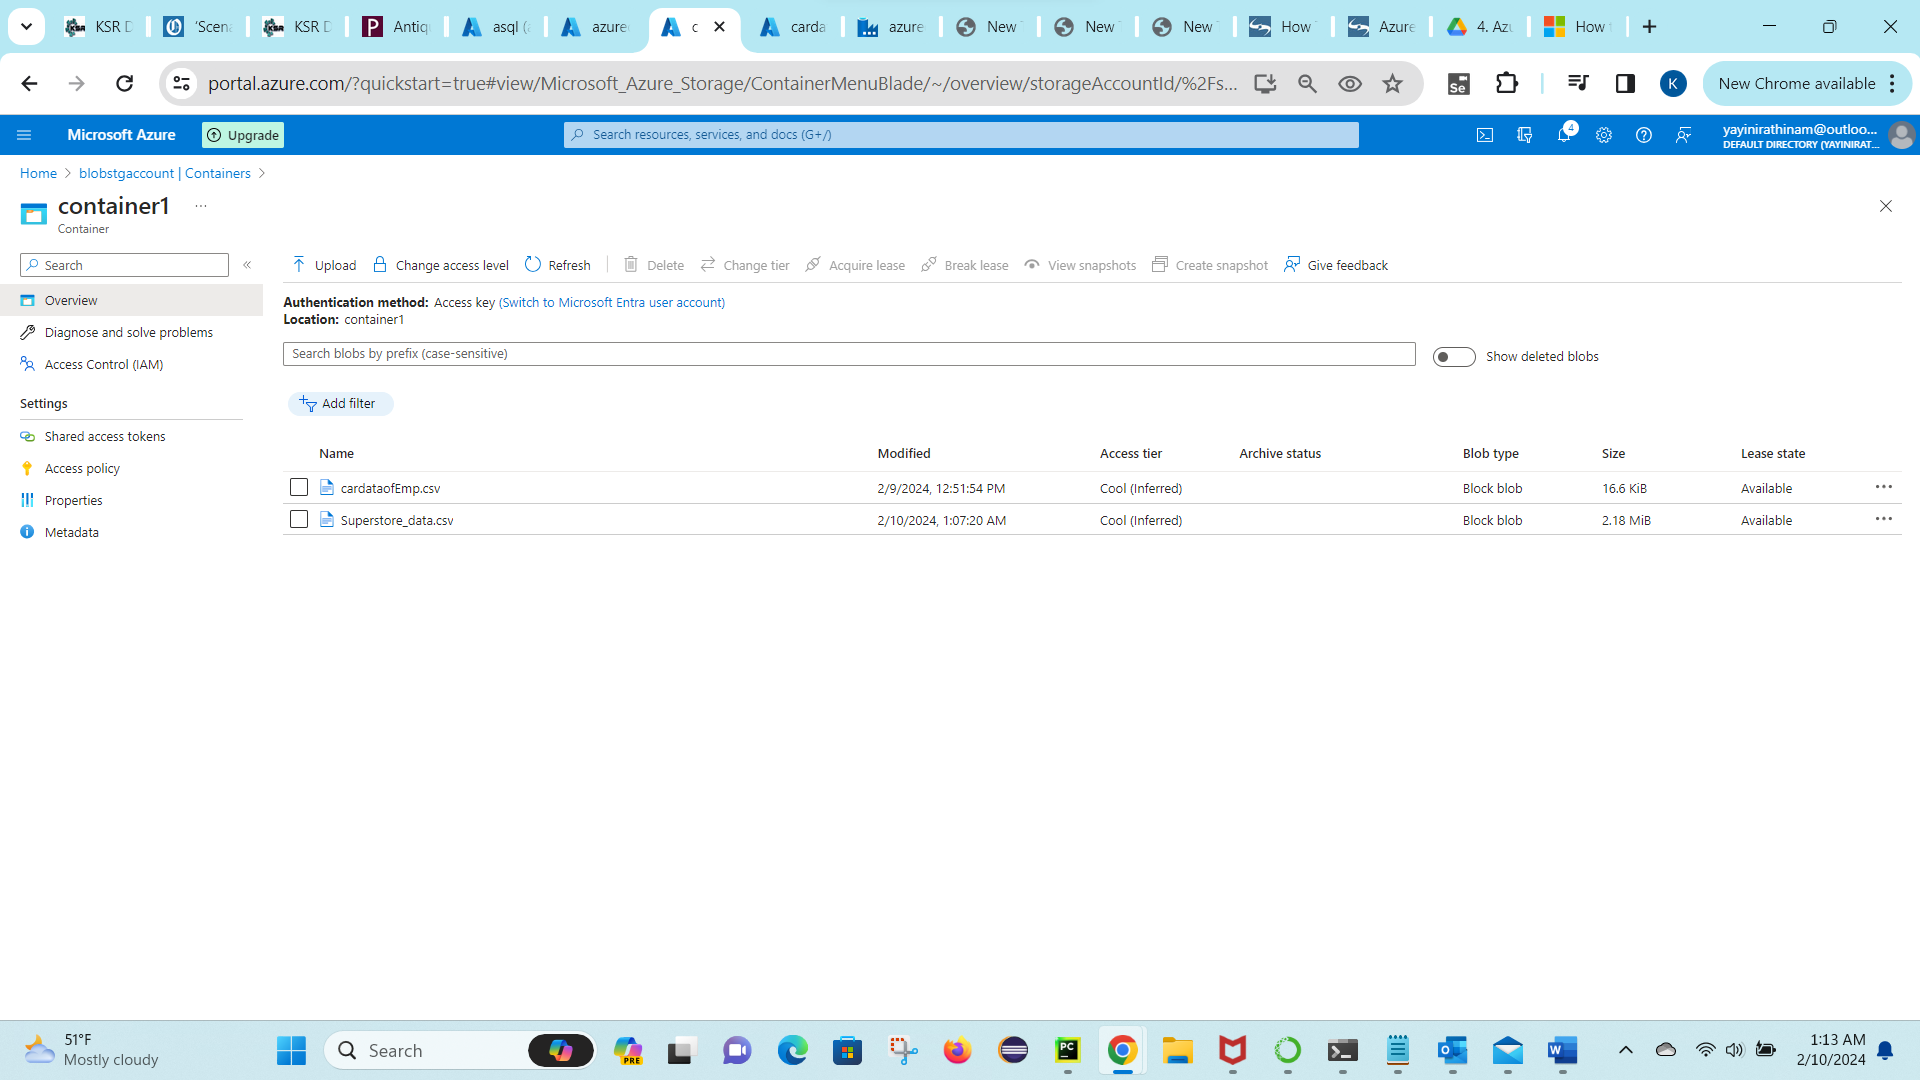 KSR D
'Scena
KSR D
Antiqu
asql (a
azure
c
carda
azure
New T
New T
New T
How T
Azure
4. Azu
How t
portal.azure.com/?quickstart=true#view/Microsoft_Azure_Storage/ContainerMenuBlade/~/overview/storageAccountId/%2Fs...
Se
K
New Chrome available
Microsoft Azure
Upgrade
Search resources, services, and docs (G+/)
4
yayinirathinam@outloo...
DEFAULT DIRECTORY (YAYINIRAT...
Home > blobstgaccount | Containers >
container1 ...
Container
Search
«
Overview
Diagnose and solve problems
Access Control (IAM)
Settings
Shared access tokens
Access policy
Properties
Metadata
Upload Change access level Refresh Delete Change tier Acquire lease Break lease View snapshots Create snapshot Give feedback
Authentication method: Access key (Switch to Microsoft Entra user account)
Location: container1
Search blobs by prefix (case-sensitive)
Show deleted blobs
Add filter
Name Modified Access tier Archive status Blob type Size Lease state
cardataofEmp.csv 2/9/2024, 12:51:54 PM Cool (Inferred) Block blob 16.6 KiB Available ...
Superstore_data.csv 2/10/2024, 1:07:20 AM Cool (Inferred) Block blob 2.18 MiB Available ...
51°F
Mostly cloudy
Search
PRE
PC
1:13 AM
2/10/2024